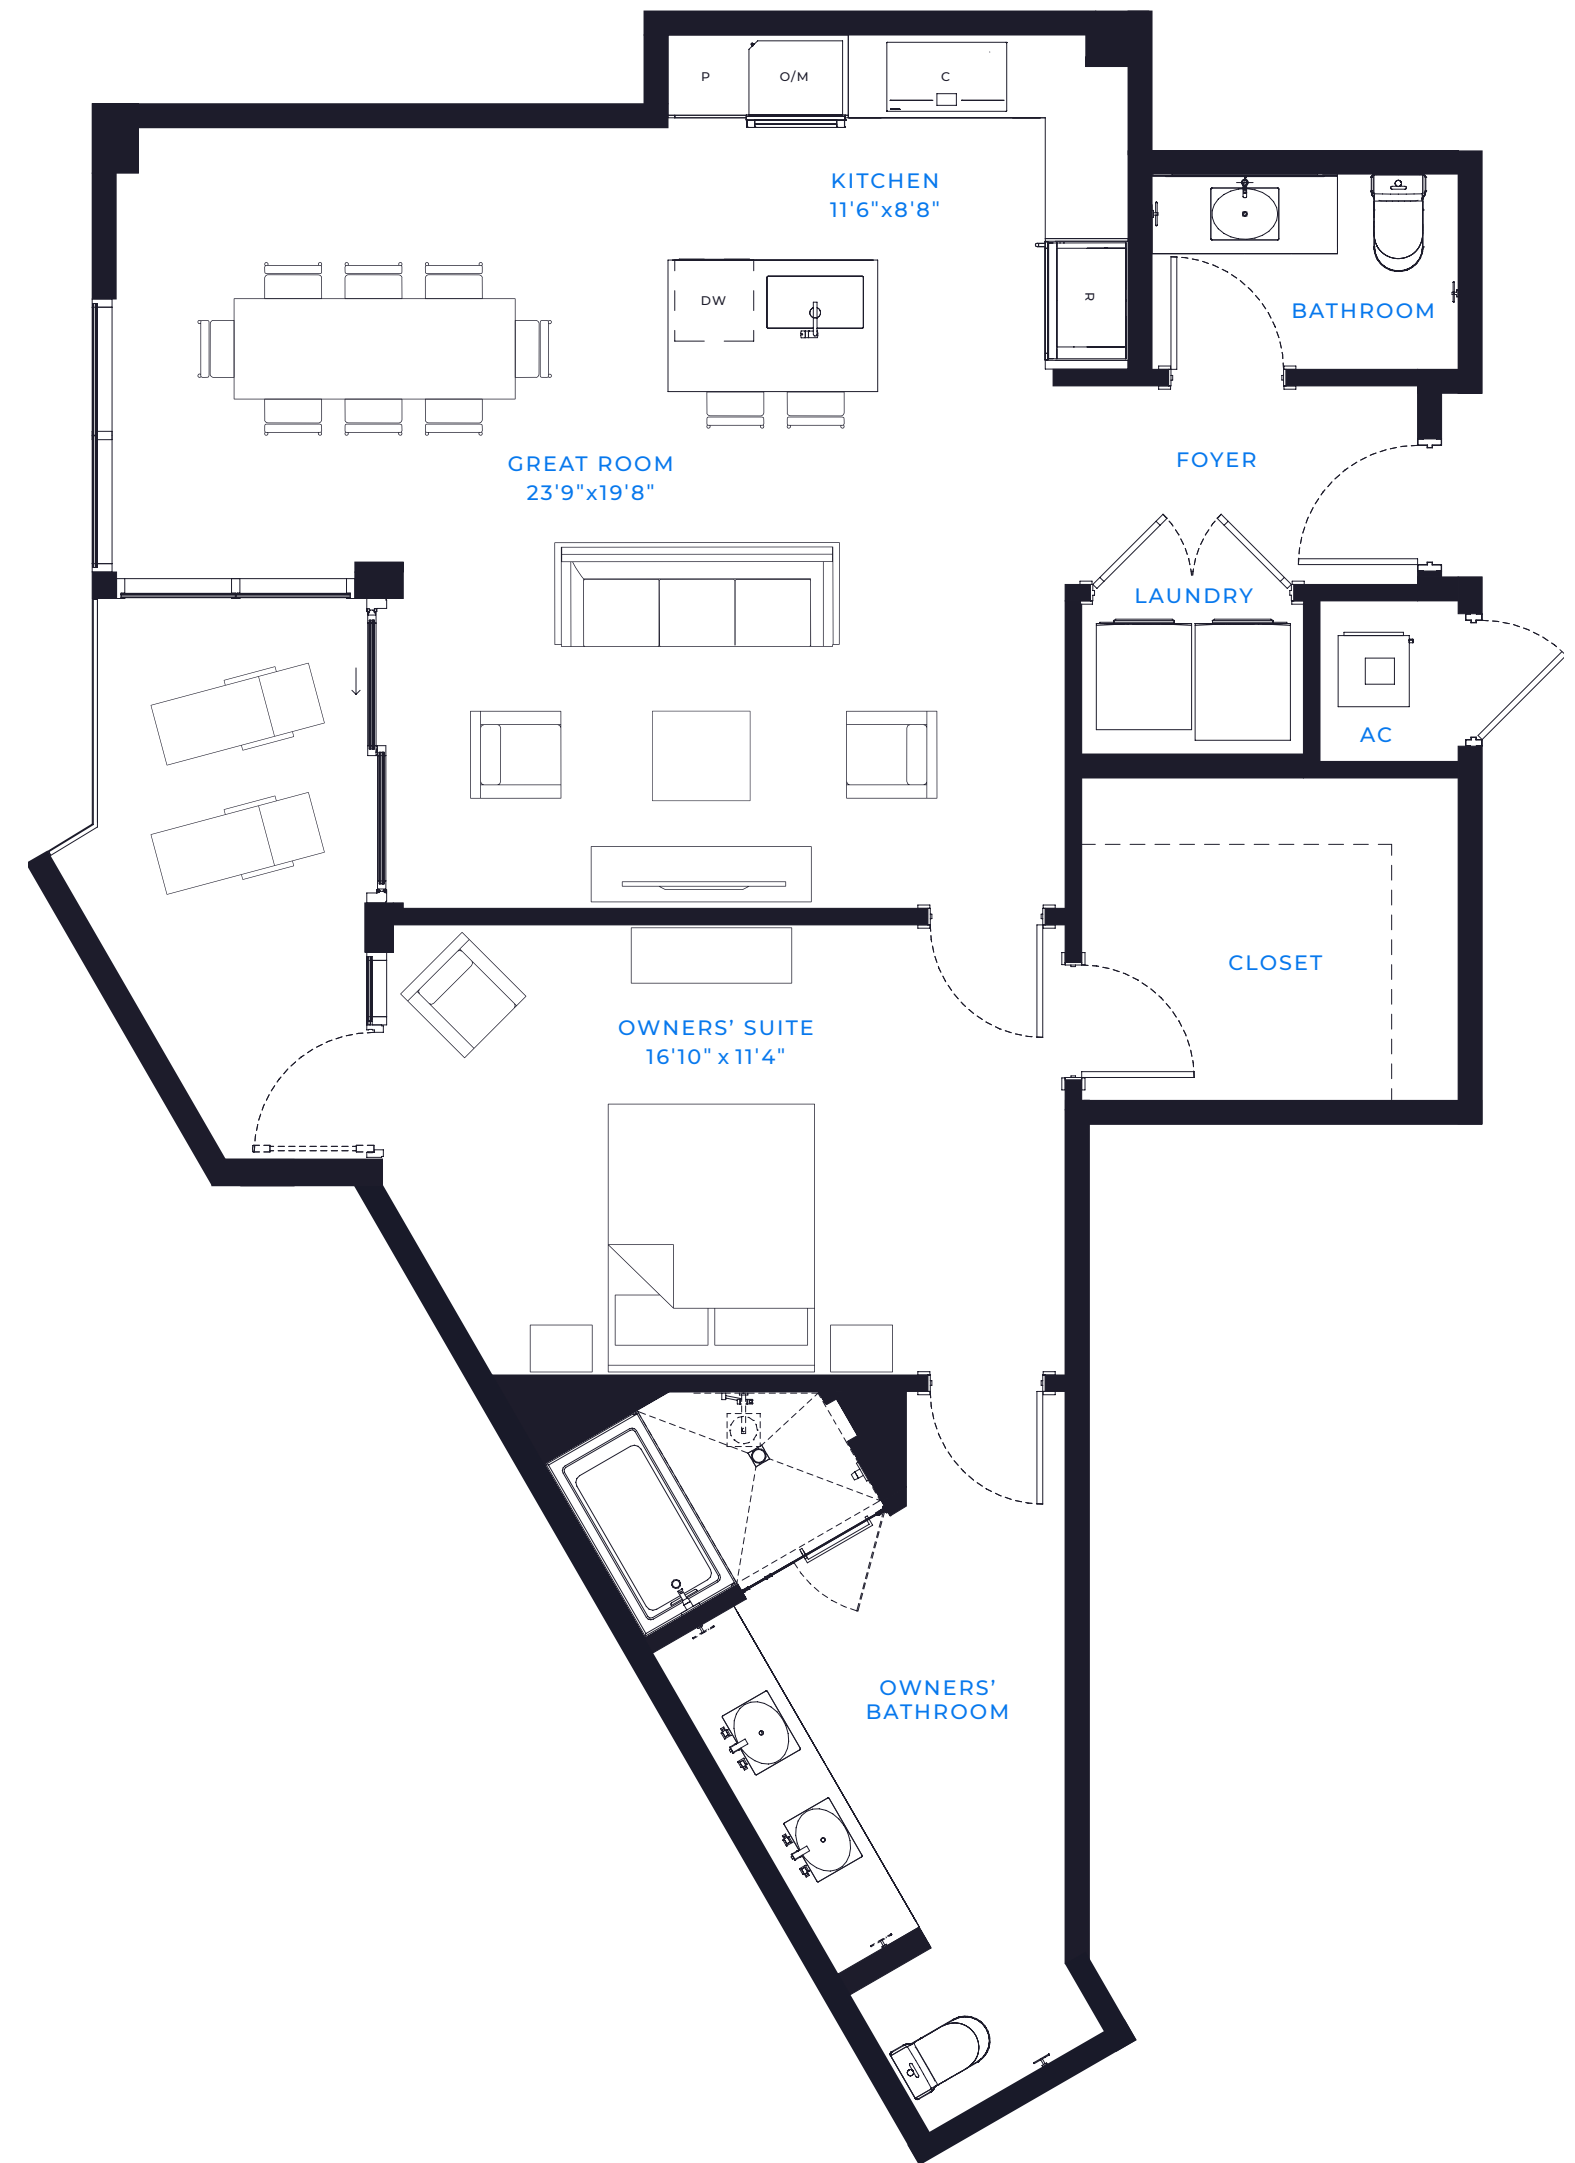 P
O/M
C
KITCHEN
11'6"x8'8"
DW
R
BATHROOM
GREAT ROOM
23'9"x19'8"
FOYER
LAUNDRY
AC
CLOSET
OWNERS’ SUITE
16'10" x 11'4"
OWNERS’
BATHROOM